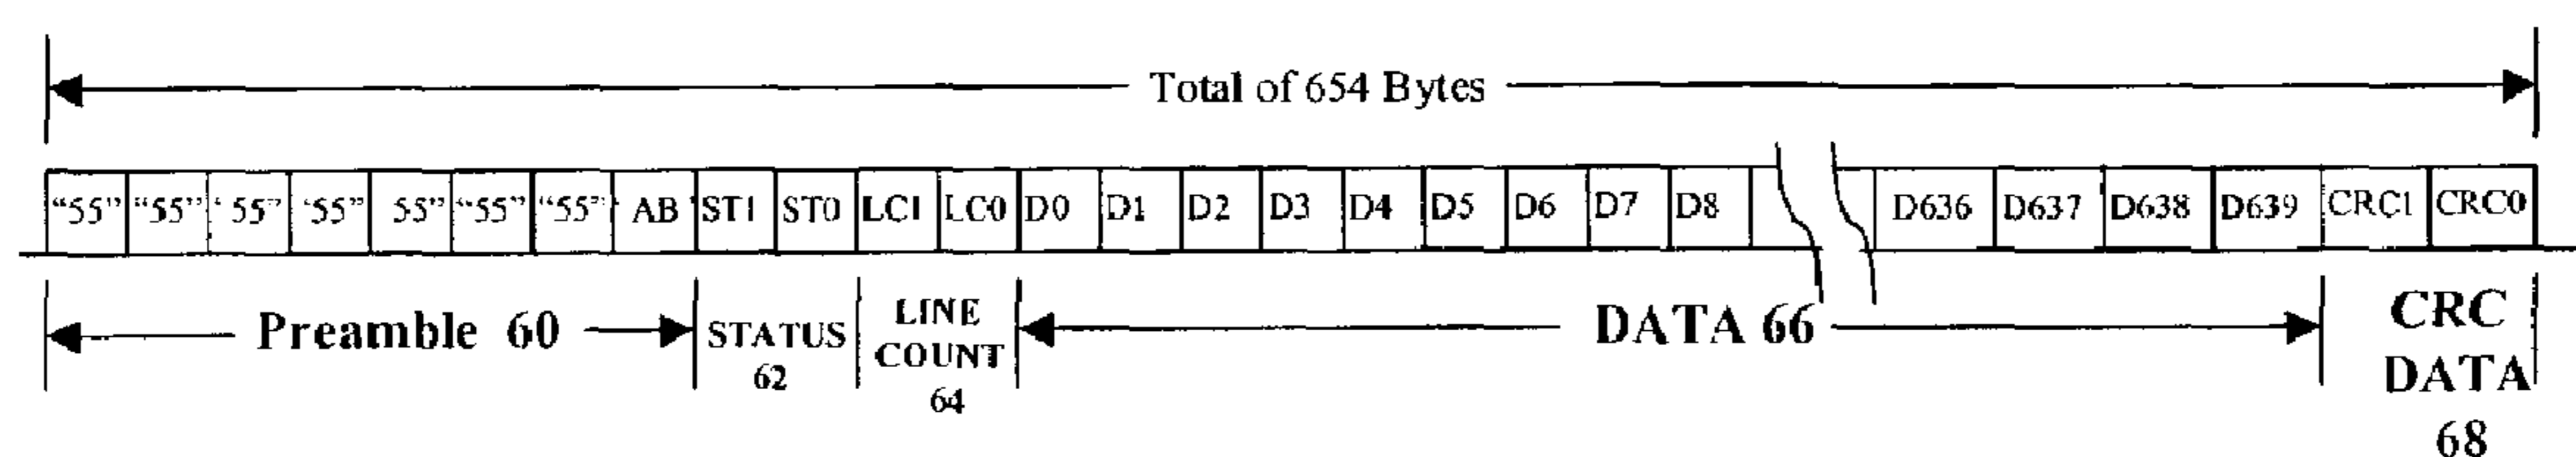 Total of 654 Bytes
"55" "55" ' 55" '55" 55" "55" "55" AB ST1 ST0 LC1 LC0 D0 D1 D2 D3 D4 D5 D6 D7 D8 D636 D637 D638 D639 CRC1 CRC0
Preamble 60
STATUS
62
LINE
COUNT
64
DATA 66
CRC
DATA
68